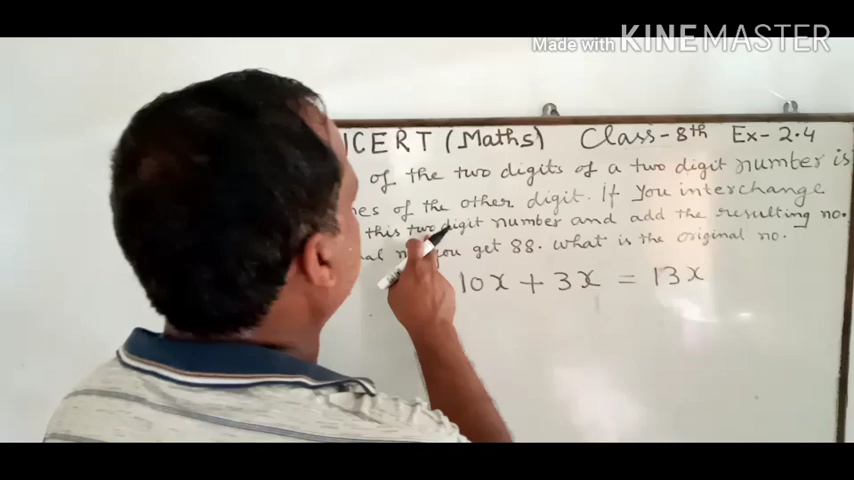 Made with KINEMASTER
CERT (Maths) Class-8th Ex-2.4
of the two digits of a two digit number is
of the other digit. If You interchange
this two digit number and add the resulting no.
you get 88. What is the original no.
10x + 3x = 13x